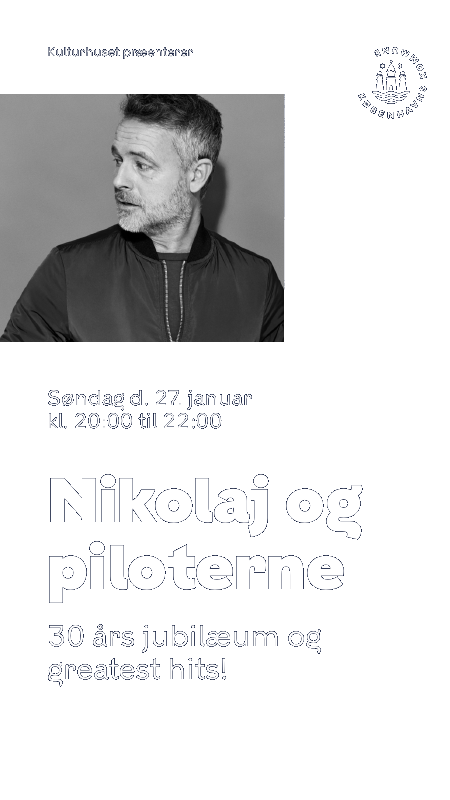 Kulturhuset præsenterer
KØBENHAVNS KOMMUNE
Søndag d. 27. januar
kl. 20:00 til 22:00
Nikolaj og
piloterne
30 års jubilæum og
greatest hits!